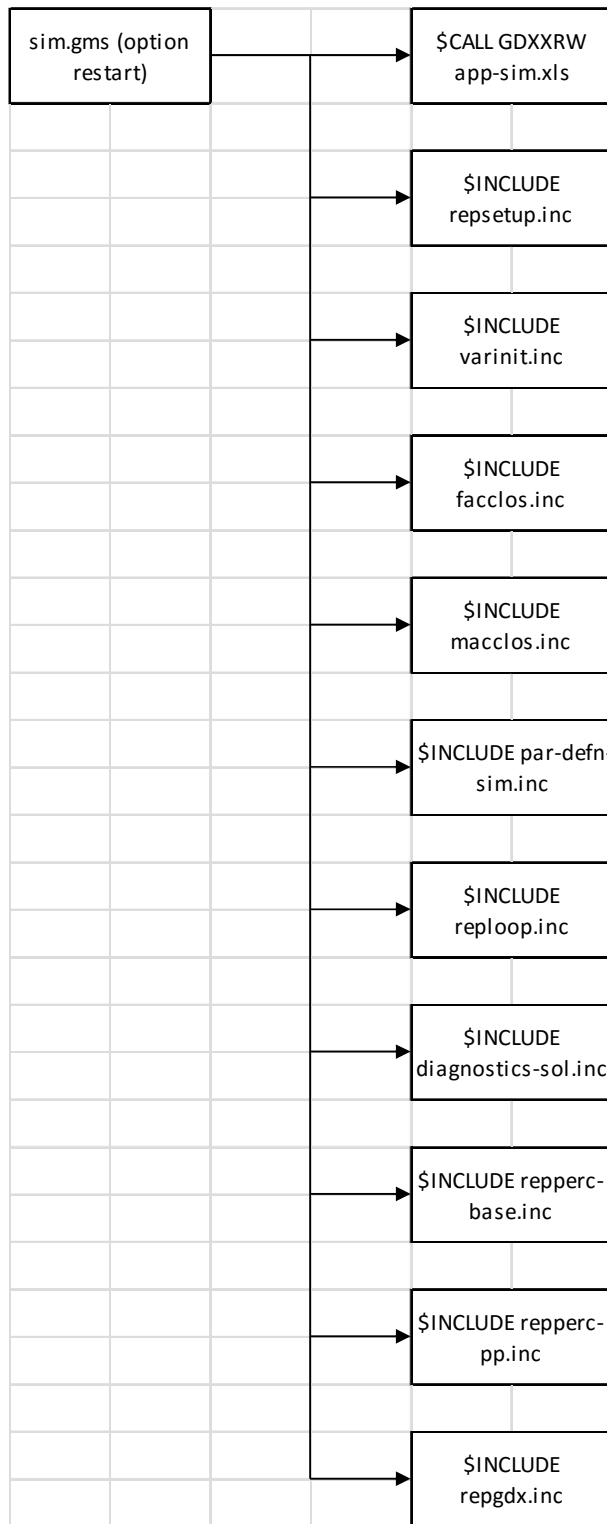 sim.gms (option
restart)
$CALL GDXXRW
app-sim.xls
$INCLUDE
repsetup.inc
$INCLUDE
varinit.inc
$INCLUDE
facclos.inc
$INCLUDE
macclos.inc
$INCLUDE par-defn-
sim.inc
$INCLUDE
reploop.inc
$INCLUDE
diagnostics-sol.inc
$INCLUDE repperc-
base.inc
$INCLUDE repperc-
pp.inc
$INCLUDE
repgdx.inc